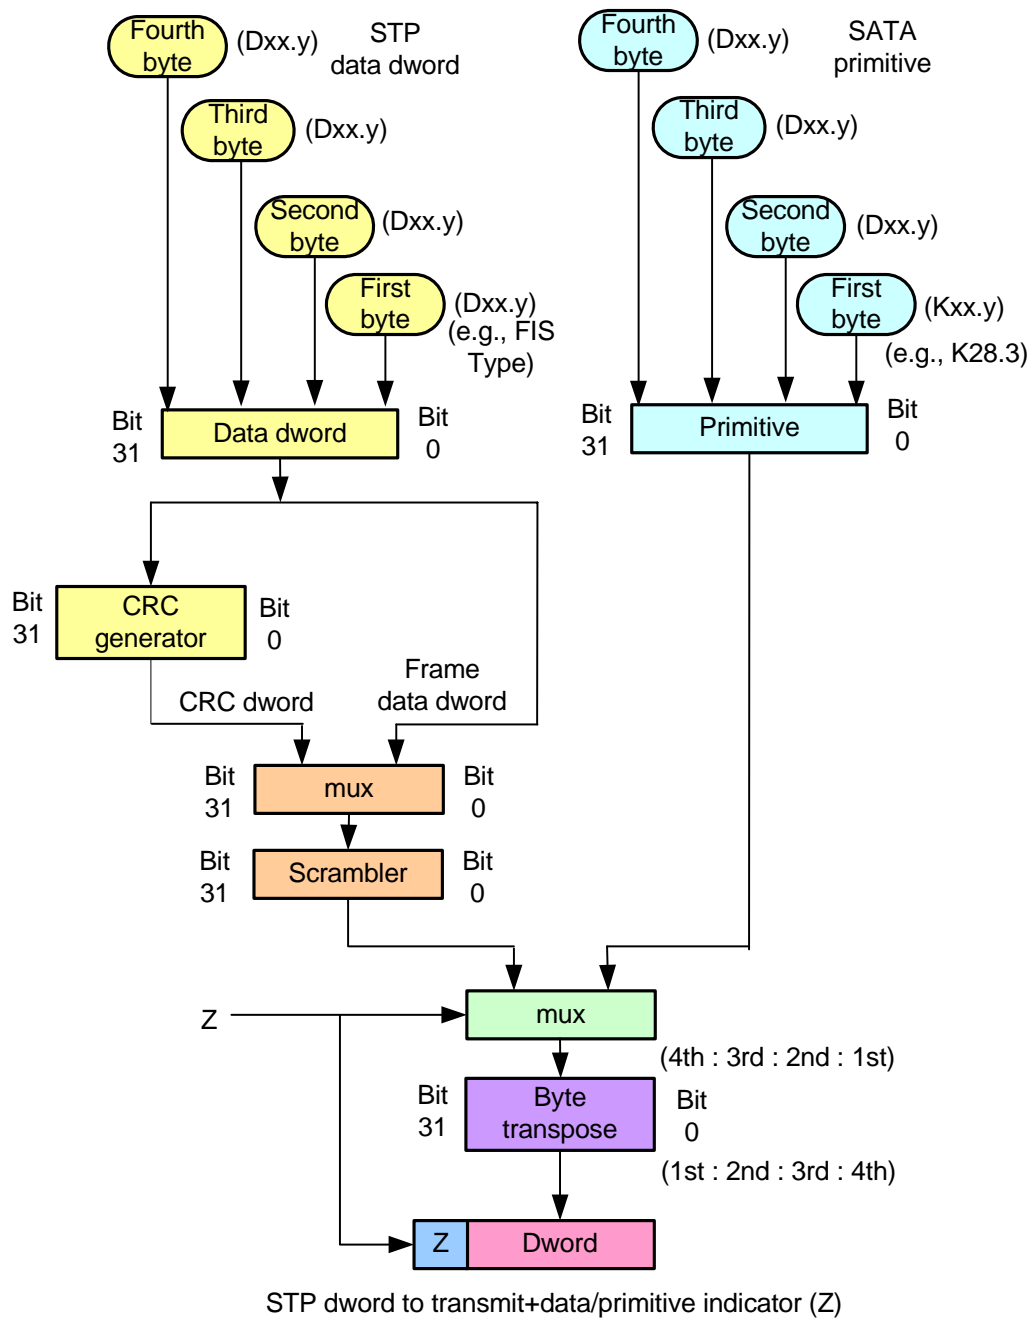 Fourth
byte
(Dxx.y)
STP
data dword
Fourth
byte
(Dxx.y)
SATA
primitive
Third
byte
(Dxx.y)
Third
byte
(Dxx.y)
Second
byte
(Dxx.y)
Second
byte
(Dxx.y)
First
byte
(Dxx.y)
(e.g., FIS
Type)
First
byte
(Kxx.y)
(e.g., K28.3)
Bit
31
Data dword
Bit
0
Bit
31
Primitive
Bit
0
Bit
31
CRC
generator
Bit
0
CRC dword
Frame
data dword
Bit
31
mux
Bit
0
Bit
31
Scrambler
Bit
0
Z
mux
(4th : 3rd : 2nd : 1st)
Bit
31
Byte
transpose
Bit
0
(1st : 2nd : 3rd : 4th)
Z
Dword
STP dword to transmit+data/primitive indicator (Z)